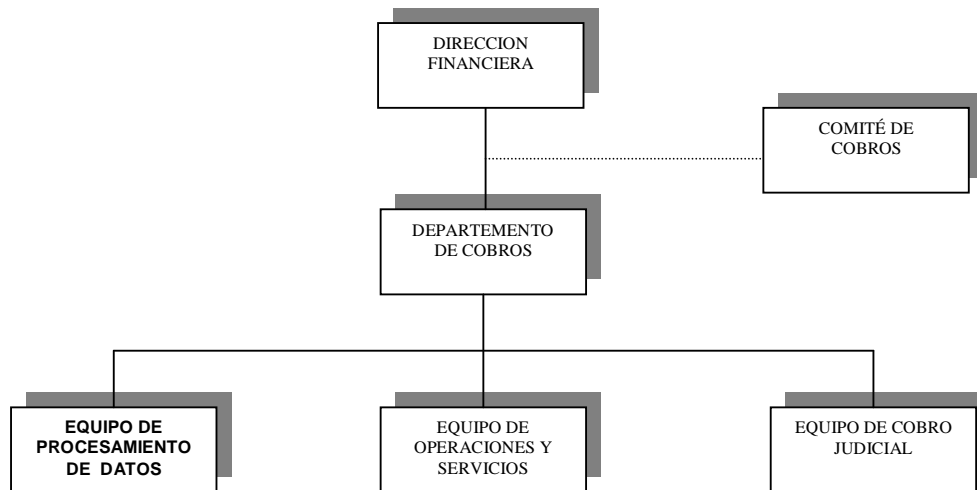 DIRECCION
FINANCIERA
COMITÉ DE
COBROS
DEPARTEMENTO
DE COBROS
EQUIPO DE
PROCESAMIENTO
DE DATOS
EQUIPO DE
OPERACIONES Y
SERVICIOS
EQUIPO DE COBRO
JUDICIAL